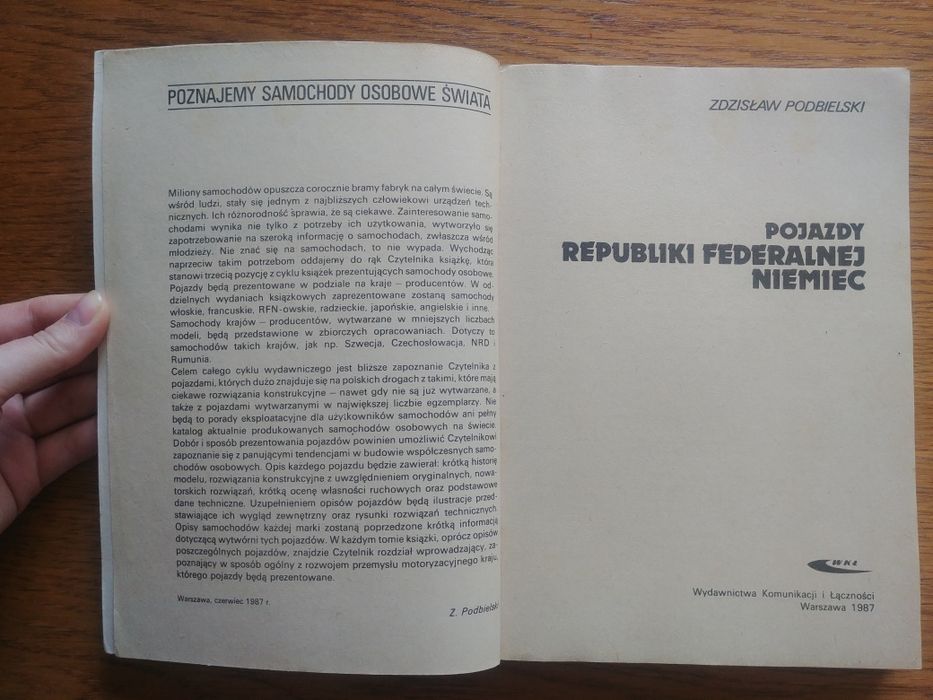 POZNAJEMY SAMOCHODY OSOBOWE ŚWIATA
Miliony samochodów opuszcza corocznie bramy fabryk na całym świecie. Są
wśród ludzi, stały się jednym z najbliższych człowiekowi urządzeń tech-
nicznych. Ich różnorodność sprawia, że są ciekawe. Zainteresowanie samo-
chodami wynika nie tylko z potrzeby ich użytkowania, wytworzyło się
zapotrzebowanie na szeroką informację o samochodach, zwłaszcza wśród
młodzieży. Nie znać się na samochodach, to nie wypada. Wychodząc
naprzeciw takim potrzebom oddajemy do rąk Czytelnika książkę, która
stanowi trzecią pozycję z cyklu książek prezentujących samochody osobowe.
Pojazdy będą prezentowane w podziale na kraje – producentów. W od-
dzielnych wydaniach książkowych zaprezentowane zostaną samochody
włoskie, francuskie, RFN-owskie, radzieckie, japońskie, angielskie i inne.
Samochody krajów – producentów, wytwarzane w mniejszych liczbach
modeli, będą przedstawione w zbiorczych opracowaniach. Dotyczy to
samochodów takich krajów, jak np. Szwecja, Czechosłowacja, NRD i
Rumunia.
Celem całego cyklu wydawniczego jest bliższe zapoznanie Czytelnika z
pojazdami, których dużo znajduje się na polskich drogach z takimi, które mają
ciekawe rozwiązania konstrukcyjne – nawet gdy nie są już wytwarzane, a
także z pojazdami wytwarzanymi w największej liczbie egzemplarzy. Nie
będą to porady eksploatacyjne dla użytkowników samochodów ani pełny
katalog aktualnie produkowanych samochodów osobowych na świecie.
Dobór i sposób prezentowania pojazdów powinien umożliwić Czytelnikowi
zapoznanie się z panującymi tendencjami w budowie współczesnych samo-
chodów osobowych. Opis każdego pojazdu będzie zawierał: krótką historię
modelu, rozwiązania konstrukcyjne z uwzględnieniem oryginalnych, nowa-
torskich rozwiązań, krótką ocenę własności ruchowych oraz podstawowe
dane techniczne. Uzupełnieniem opisów pojazdów będą ilustracje przed-
stawiające ich wygląd zewnętrzny oraz rysunki rozwiązań technicznych.
Opisy samochodów każdej marki zostaną poprzedzone krótką informacją
dotyczącą wytwórni tych pojazdów. W każdym tomie książki, oprócz opisów
poszczególnych pojazdów, znajdzie Czytelnik rozdział wprowadzający, za-
poznający w sposób ogólny z rozwojem przemysłu motoryzacyjnego kraju,
którego pojazdy będą prezentowane.
Warszawa, czerwiec 1987 r.
Z. Podbielski
ZDZISŁAW PODBIELSKI
POJAZDY
REPUBLIKI FEDERALNEJ
NIEMIEC
WKŁ
Wydawnictwa Komunikacji i Łączności
Warszawa 1987